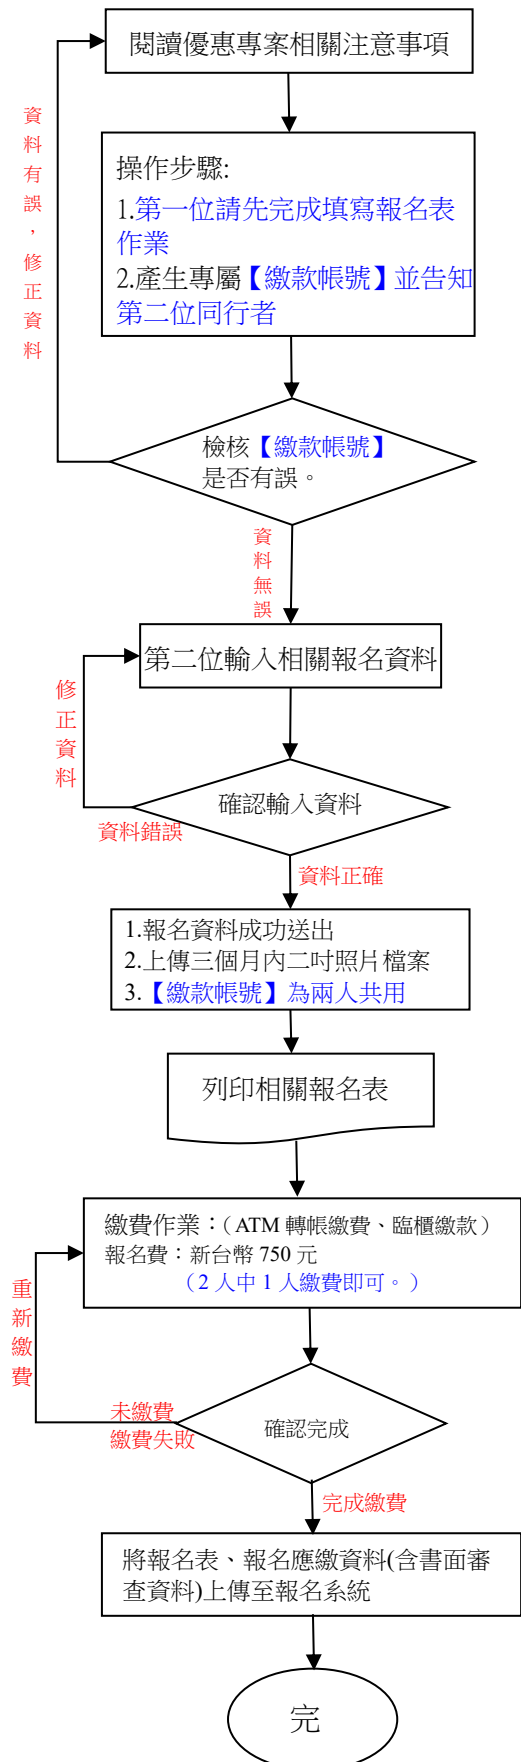 閱讀優惠專案相關注意事項
資料有誤，修正資料
操作步驟:
1.第一位請先完成填寫報名表
作業
2.產生專屬【繳款帳號】並告知
第二位同行者
檢核【繳款帳號】
是否有誤。
資料無誤
第二位輸入相關報名資料
修正資料
確認輸入資料
資料錯誤
資料正確
1.報名資料成功送出
2.上傳三個月內二吋照片檔案
3.【繳款帳號】為兩人共用
列印相關報名表
繳費作業：（ATM 轉帳繳費、臨櫃繳款）
報名費：新台幣 750 元
（2 人中 1 人繳費即可。）
重新繳費
未繳費
繳費失敗
確認完成
完成繳費
將報名表、報名應繳資料(含書面審
查資料)上傳至報名系統
完